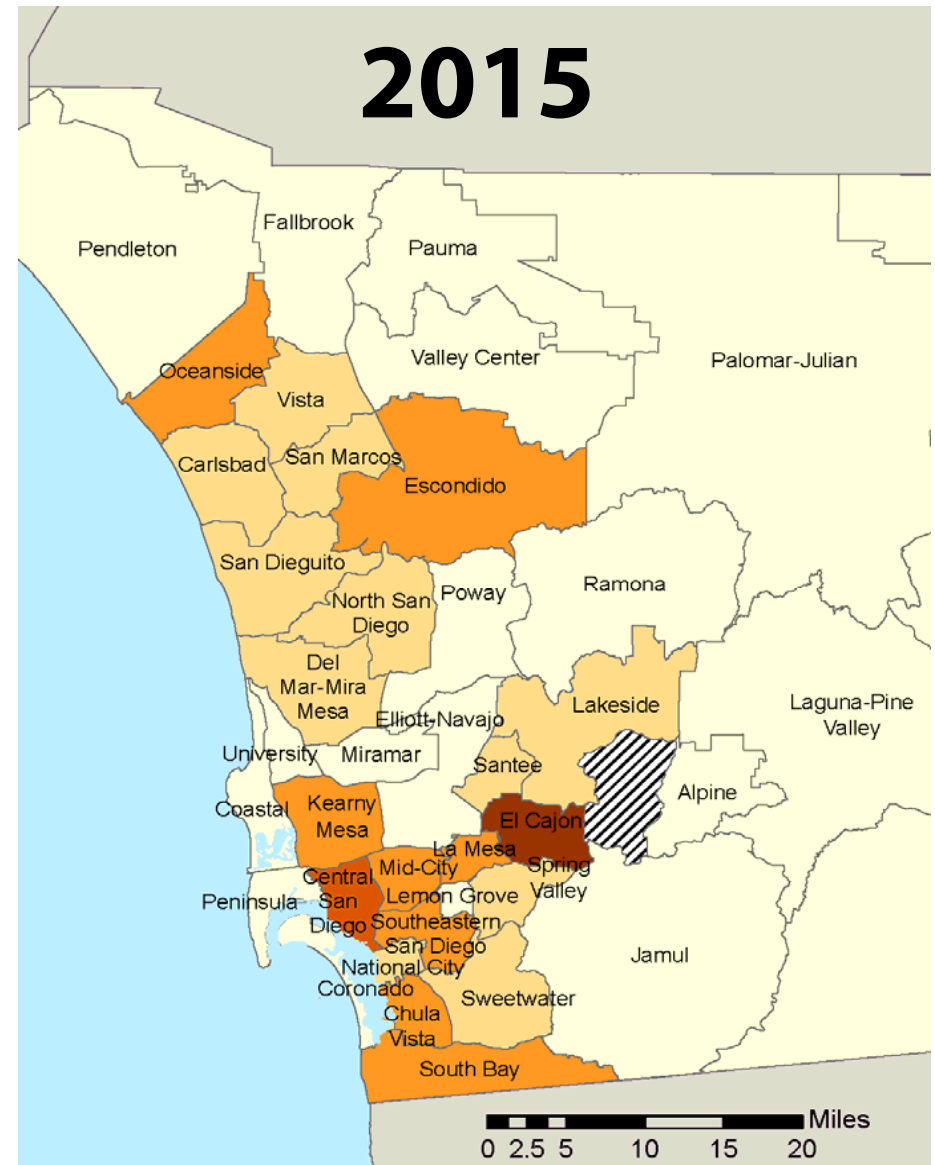 2015
Fallbrook
Pendleton
Pauma
Valley Center
Palomar-Julian
Oceanside
Vista
San Marcos
Carlsbad
Escondido
San Dieguito
Ramona
Poway
North San
Diego
Del
Mar-Mira
Mesa
Lakeside
Laguna-Pine
Valley
Elliott-Navajo
University
Miramar
Santee
Alpine
Coastal
Kearny
Mesa
El Cajon
La Mesa
Mid-City
Spring
Valley
Central
San
Diego
Lemon Grove
Peninsula
Southeastern
San Diego
National City
Jamul
Coronado
Sweetwater
Chula
Vista
South Bay
Miles
0 2.5 5 10 15 20